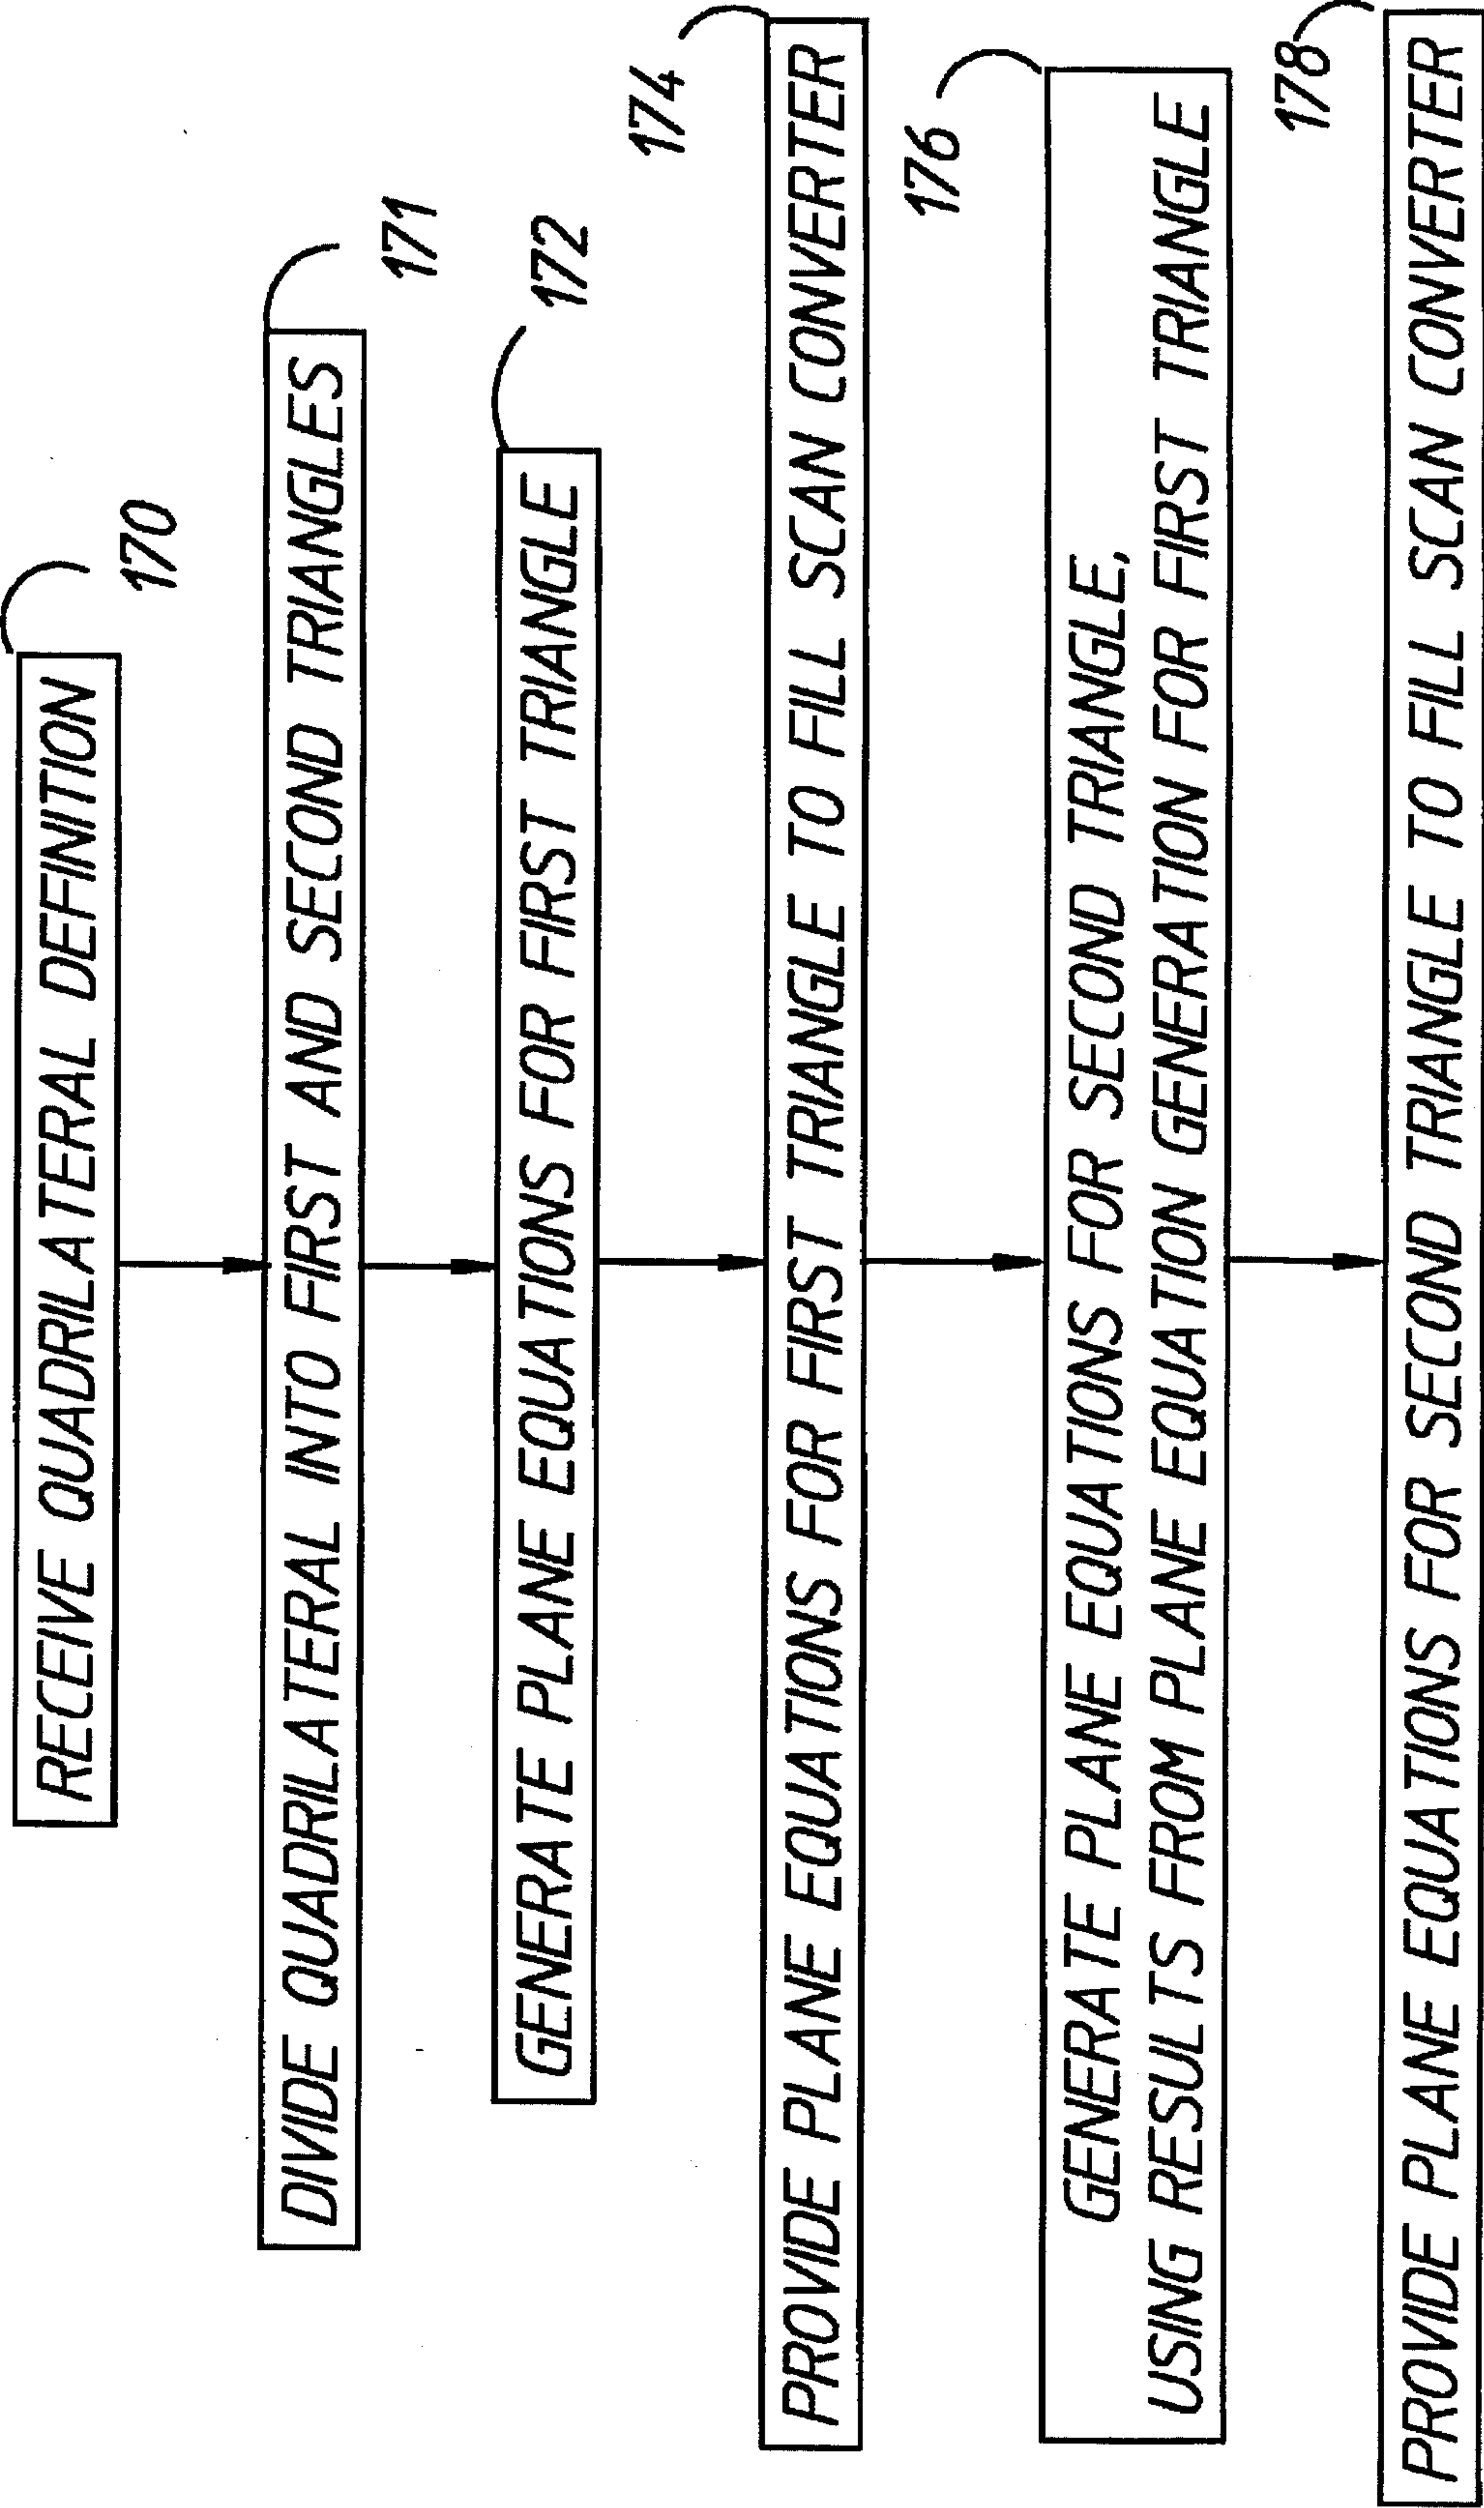 RECEIVE QUADRILATERAL DEFINITION
170
DIVIDE QUADRILATERAL INTO FIRST AND SECOND TRIANGLES
171
GENERATE PLANE EQUATIONS FOR FIRST TRIANGLE
172
PROVIDE PLANE EQUATIONS FOR FIRST TRIANGLE TO FILL SCAN CONVERTER
174
GENERATE PLANE EQUATIONS FOR SECOND TRIANGLE,
USING RESULTS FROM PLANE EQUATION GENERATION FOR FIRST TRIANGLE
176
PROVIDE PLANE EQUATIONS FOR SECOND TRIANGLE TO FILL SCAN CONVERTER
178